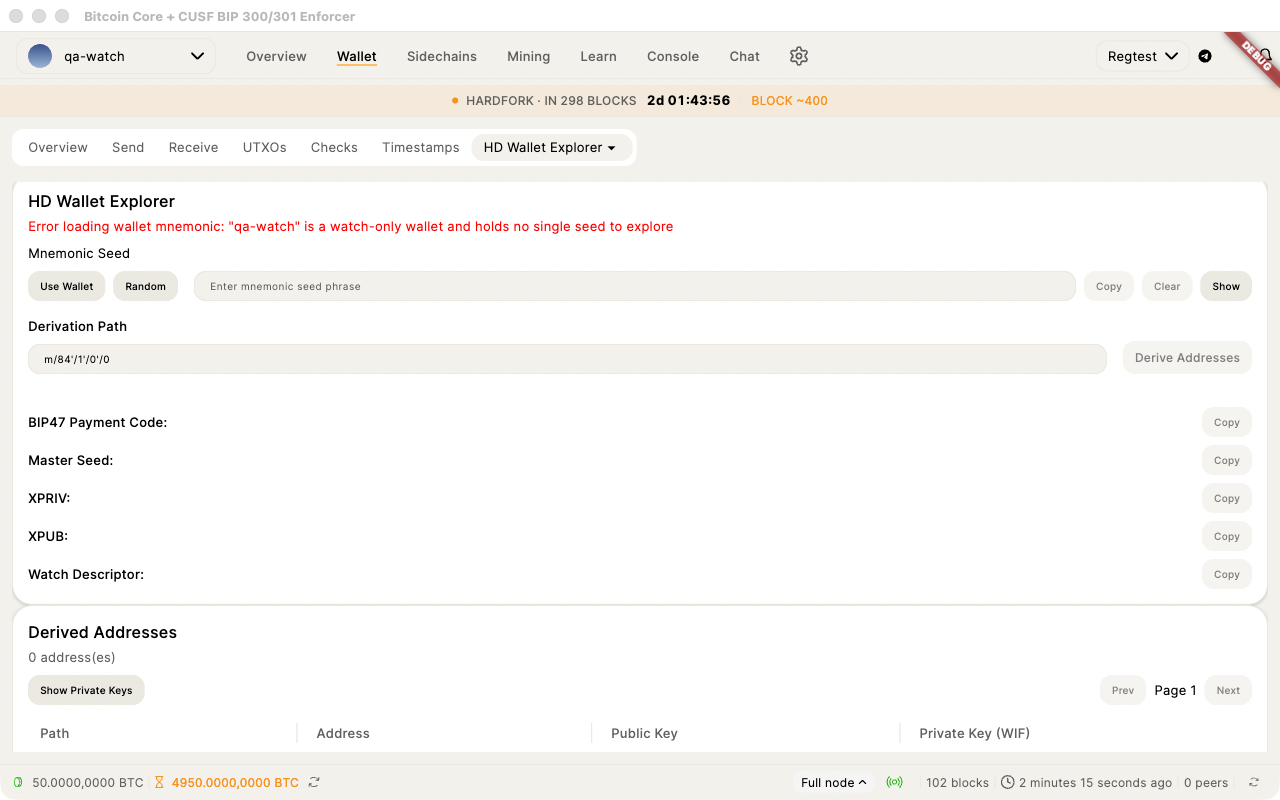 Bitcoin Core + CUSF BIP 300/301 Enforcer
qa-watch
Overview
Wallet
Sidechains
Mining
Learn
Console
Chat
Regtest
DEBUG
HARDFORK · IN 298 BLOCKS 2d 01:43:56 BLOCK ~400
Overview
Send
Receive
UTXOs
Checks
Timestamps
HD Wallet Explorer
HD Wallet Explorer
Error loading wallet mnemonic: "qa-watch" is a watch-only wallet and holds no single seed to explore
Mnemonic Seed
Use Wallet
Random
Enter mnemonic seed phrase
Copy
Clear
Show
Derivation Path
m/84'/1'/0'/0
Derive Addresses
BIP47 Payment Code:
Copy
Master Seed:
Copy
XPRIV:
Copy
XPUB:
Copy
Watch Descriptor:
Copy
Derived Addresses
0 address(es)
Show Private Keys
Prev
Page 1
Next
Path
Address
Public Key
Private Key (WIF)
50.0000,0000 BTC
4950.0000,0000 BTC
Full node
102 blocks
2 minutes 15 seconds ago
0 peers